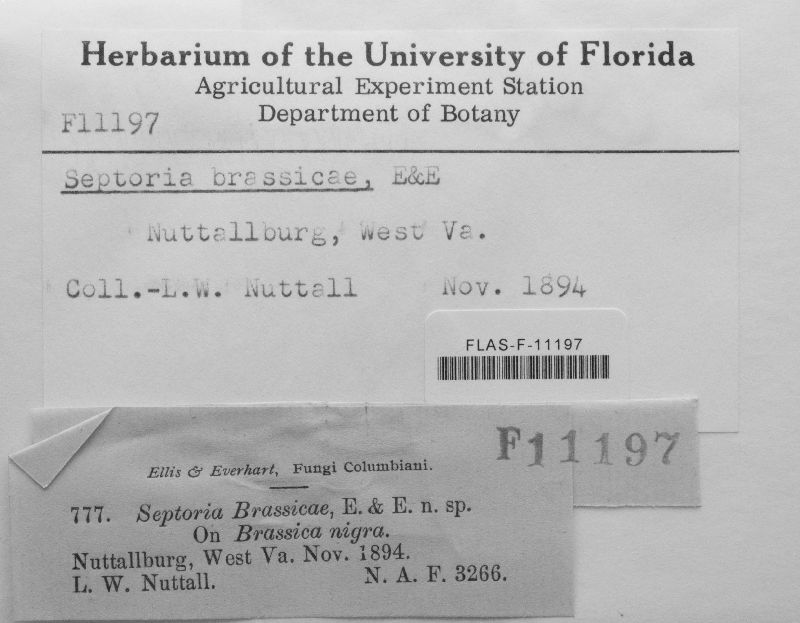 Herbarium of the University of Florida
Agricultural Experiment Station
Department of Botany
F11197
Septoria brassicae, E&E
Nuttallburg, West Va.
Coll.-L.W. Nuttall Nov. 1894
FLAS-F-11197
F11197
Ellis & Everhart, Fungi Columbiani.
777. Septoria Brassicae, E. & E. n. sp.
On Brassica nigra.
Nuttallburg, West Va. Nov. 1894.
L. W. Nuttall. N. A. F. 3266.